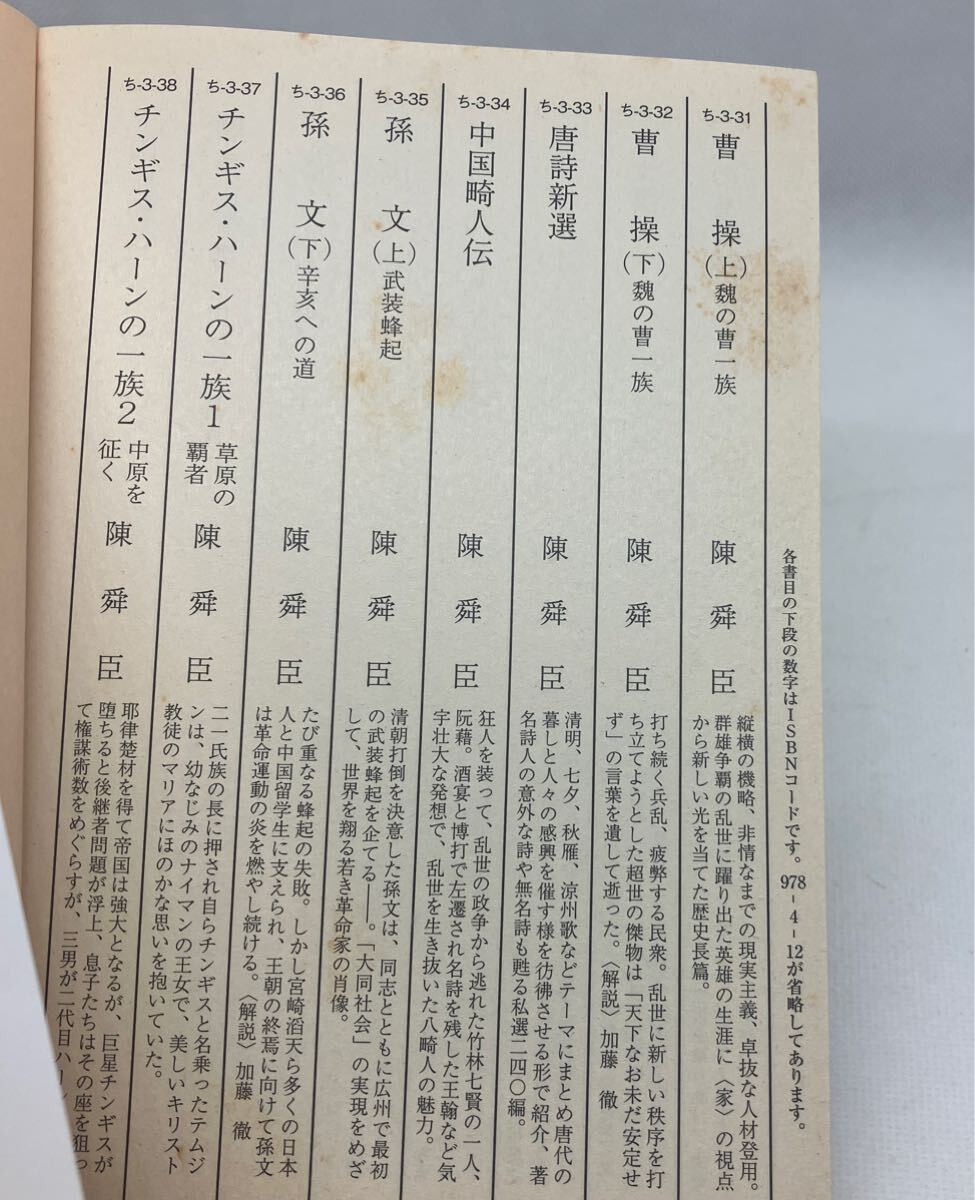 各書目の下段の数字はISBNコードです。978-4-12が省略してあります。
ち-3-31
曹操(上)魏の曹一族
陳舜臣
縦横の機略、非情なまでの現実主義、卓抜な人材登用。
群雄争覇の乱世に躍り出た英雄の生涯に〈家〉の視点
から新しい光を当てた歴史長篇。
ち-3-32
曹操(下)魏の曹一族
陳舜臣
打ち続く兵乱、疲弊する民衆。乱世に新しい秩序を打
ち立てようとした超世の傑物は「天下なお未だ安定せ
ず」の言葉を遺して逝った。〈解説〉加藤徹
ち-3-33
唐詩新選
陳舜臣
清明、七夕、秋雁、涼州歌などテーマにまとめ唐代の
暮しと人々の感興を催す様を彷彿させる形で紹介、著
名詩人の意外な詩や無名詩も甦る私選二四〇編。
ち-3-34
中国畸人伝
陳舜臣
狂人を装って、乱世の政争から逃れた竹林七賢の一人、
阮籍。酒宴と博打で左遷され名詩を残した王翰など気
宇壮大な発想で、乱世を生き抜いた八畸人の魅力。
ち-3-35
孫文(上)武装蜂起
陳舜臣
清朝打倒を決意した孫文は、同志とともに広州で最初
の武装蜂起を企てる――。「大同社会」の実現をめざ
して、世界を翔る若き革命家の肖像。
ち-3-36
孫文(下)辛亥への道
陳舜臣
たび重なる蜂起の失敗。しかし宮崎滔天ら多くの日本
人と中国留学生に支えられ、王朝の終焉に向けて孫文
は革命運動の炎を燃やし続ける。〈解説〉加藤徹
ち-3-37
チンギス・ハーンの一族1
草原の
覇者
陳舜臣
二一氏族の長に押され自らチンギスと名乗ったテムジ
ンは、幼なじみのナイマンの王女で、美しいキリスト
教徒のマリアにほのかな思いを抱いていた。
ち-3-38
チンギス・ハーンの一族2
中原を
征く
陳舜臣
耶律楚材を得て帝国は強大となるが、巨星チンギスが
堕ちると後継者問題が浮上、息子たちはその座を狙っ
て権謀術数をめぐらすが、三男が二代目ハーン